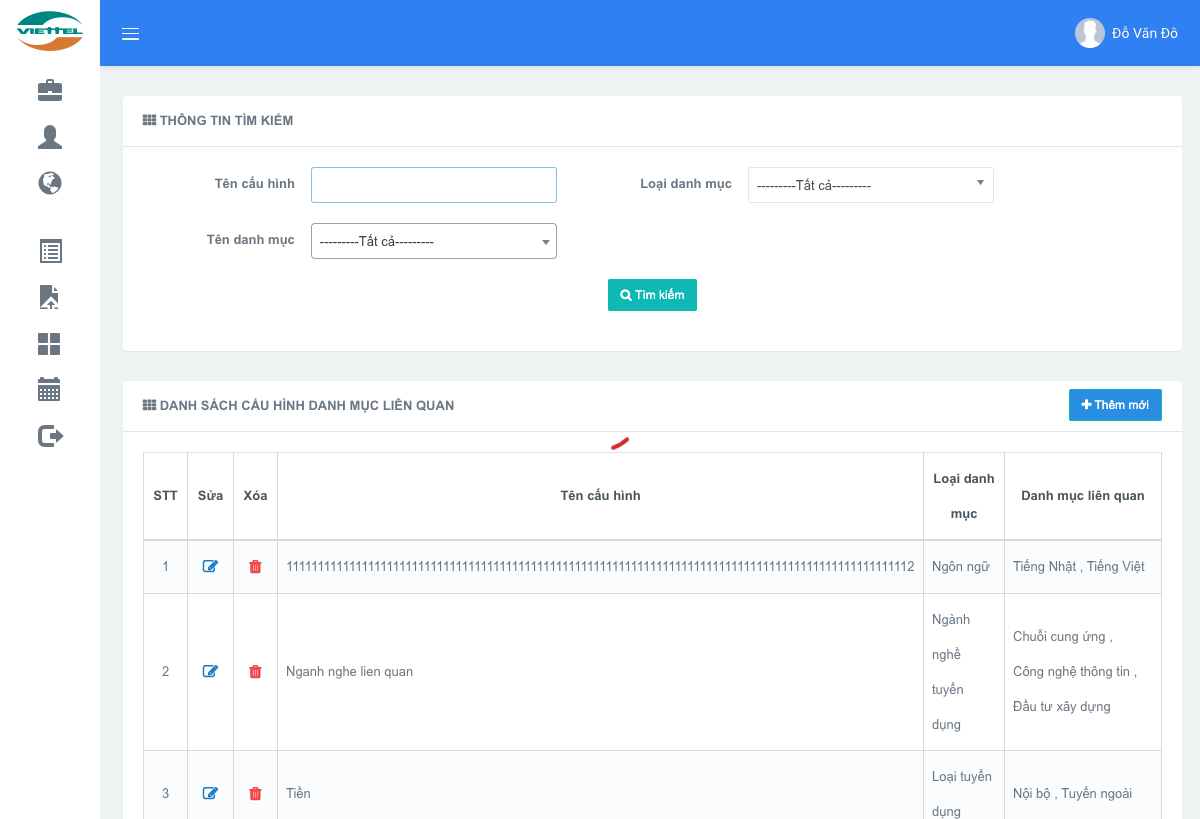 VIETTEL
Đỗ Văn Đô
THÔNG TIN TÌM KIẾM
Tên cấu hình
Loại danh mục
---------Tất cả---------
Tên danh mục
---------Tất cả---------
Tìm kiếm
DANH SÁCH CẤU HÌNH DANH MỤC LIÊN QUAN
Thêm mới
STT Sửa Xóa Tên cấu hình Loại danh mục Danh mục liên quan
1
Ngôn ngữ
Tiếng Nhật , Tiếng Việt
2
Nganh nghe lien quan
Ngành
nghề
tuyển
dụng
Chuỗi cung ứng ,
Công nghệ thông tin ,
Đầu tư xây dựng
3
Tiền
Loại tuyển
dụng
Nội bộ , Tuyển ngoài